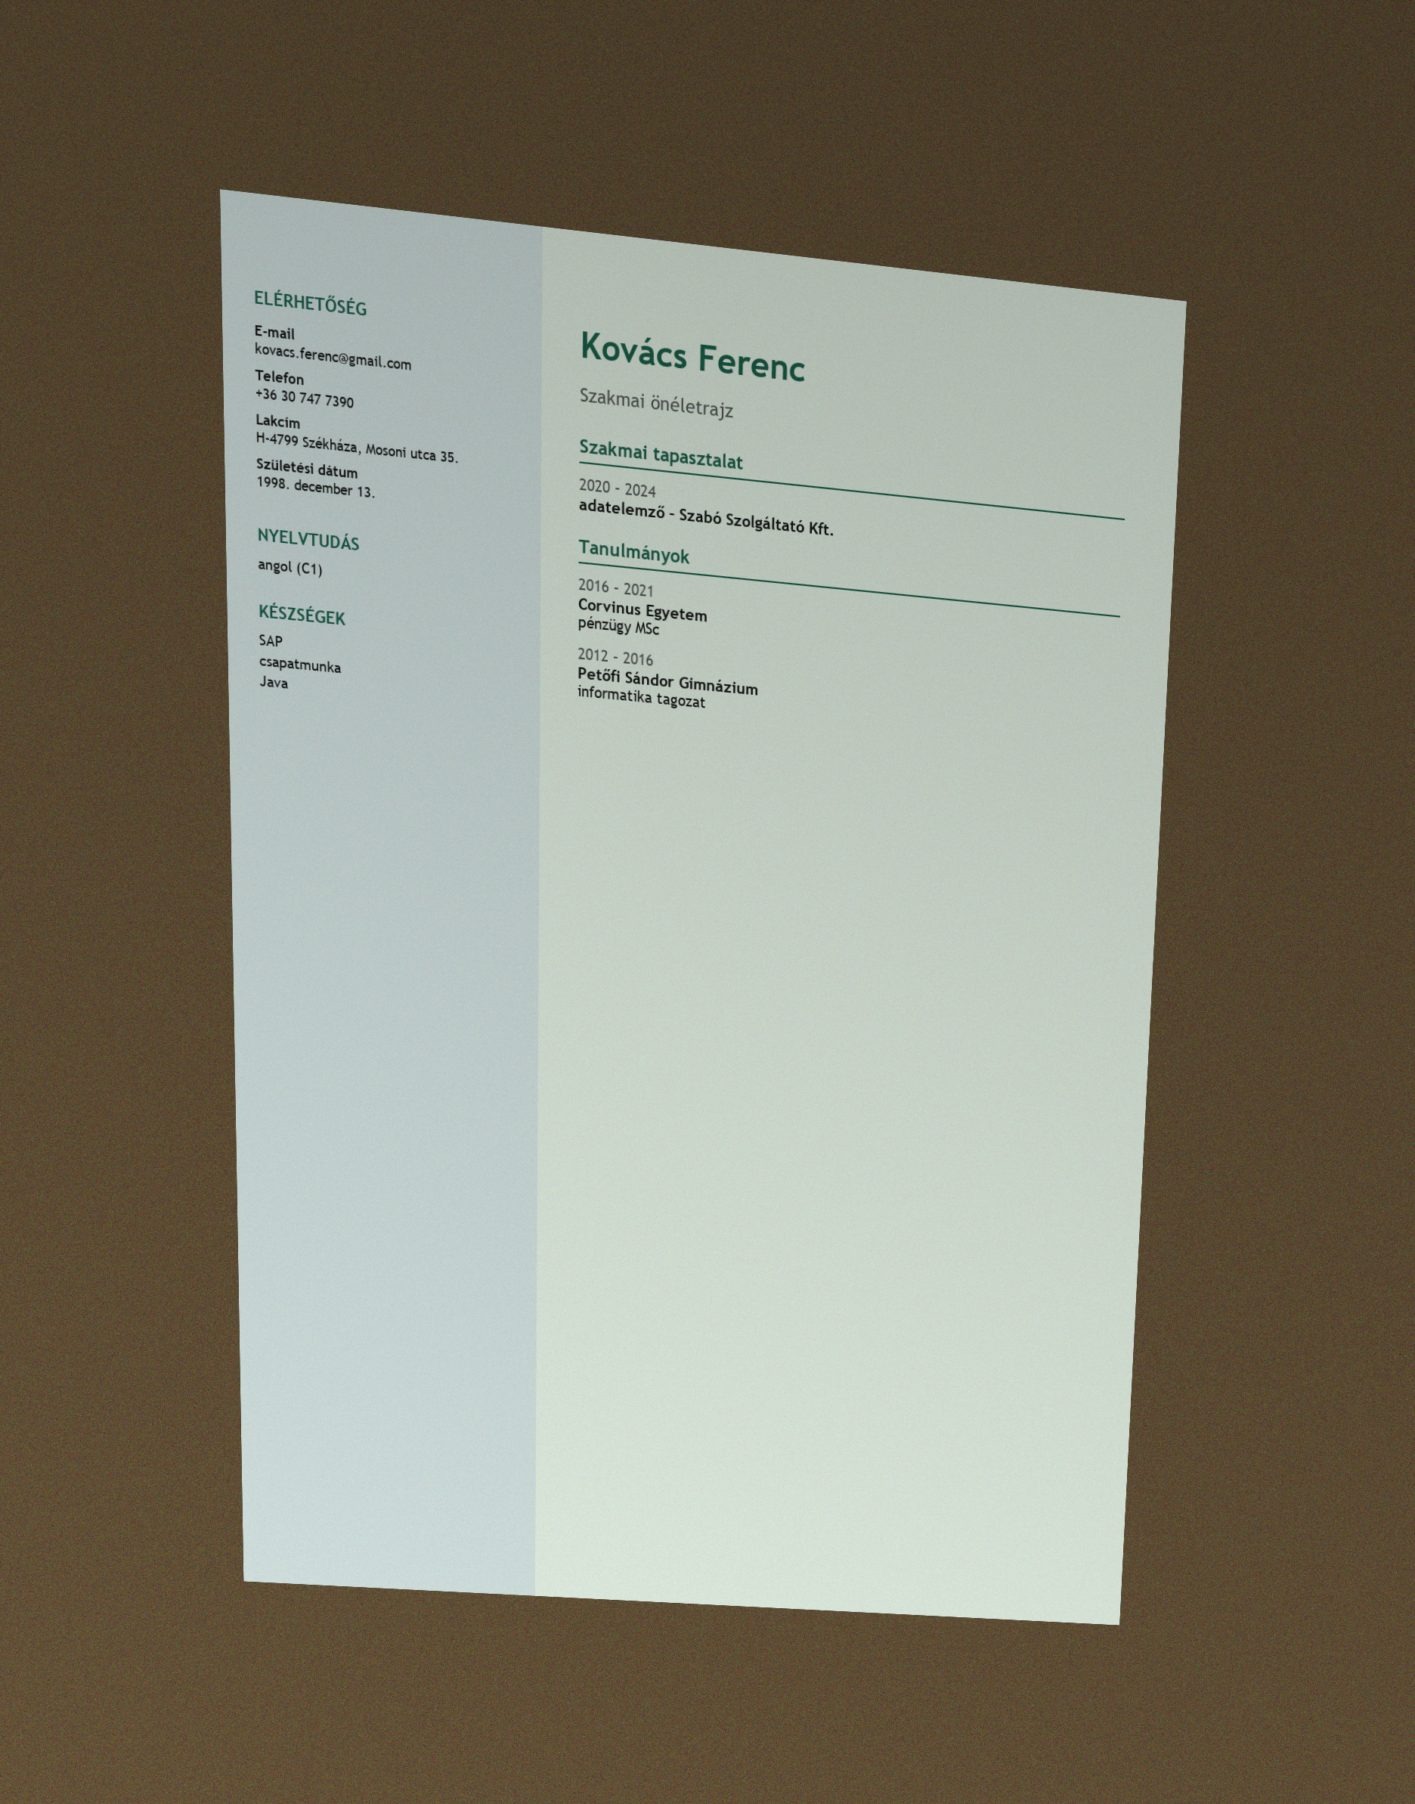 ELÉRHETŐSÉG
E-mail
kovacs.ferenc@gmail.com
Telefon
+36 30 747 7390
Lakcím
H-4799 Székháza, Mosoni utca 35.
Születési dátum
1998. december 13.
NYELVTUDÁS
angol (C1)
KÉSZSÉGEK
SAP
csapatmunka
Java
Kovács Ferenc
Szakmai önéletrajz
Szakmai tapasztalat
2020 - 2024
adatelemző - Szabó Szolgáltató Kft.
Tanulmányok
2016 - 2021
Corvinus Egyetem
pénzügy MSc
2012 - 2016
Petőfi Sándor Gimnázium
informatika tagozat